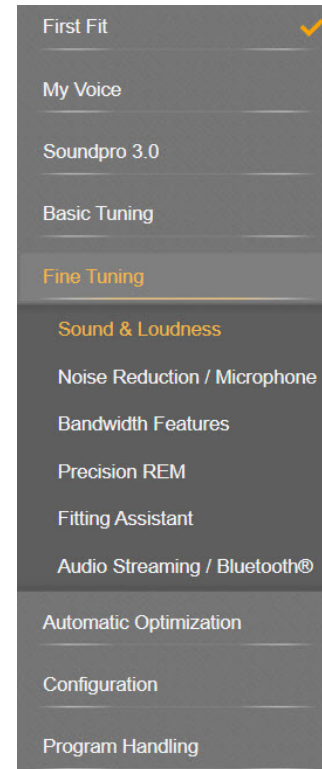 First Fit
My Voice
Soundpro 3.0
Basic Tuning
Fine Tuning
Sound & Loudness
Noise Reduction / Microphone
Bandwidth Features
Precision REM
Fitting Assistant
Audio Streaming / Bluetooth®
Automatic Optimization
Configuration
Program Handling